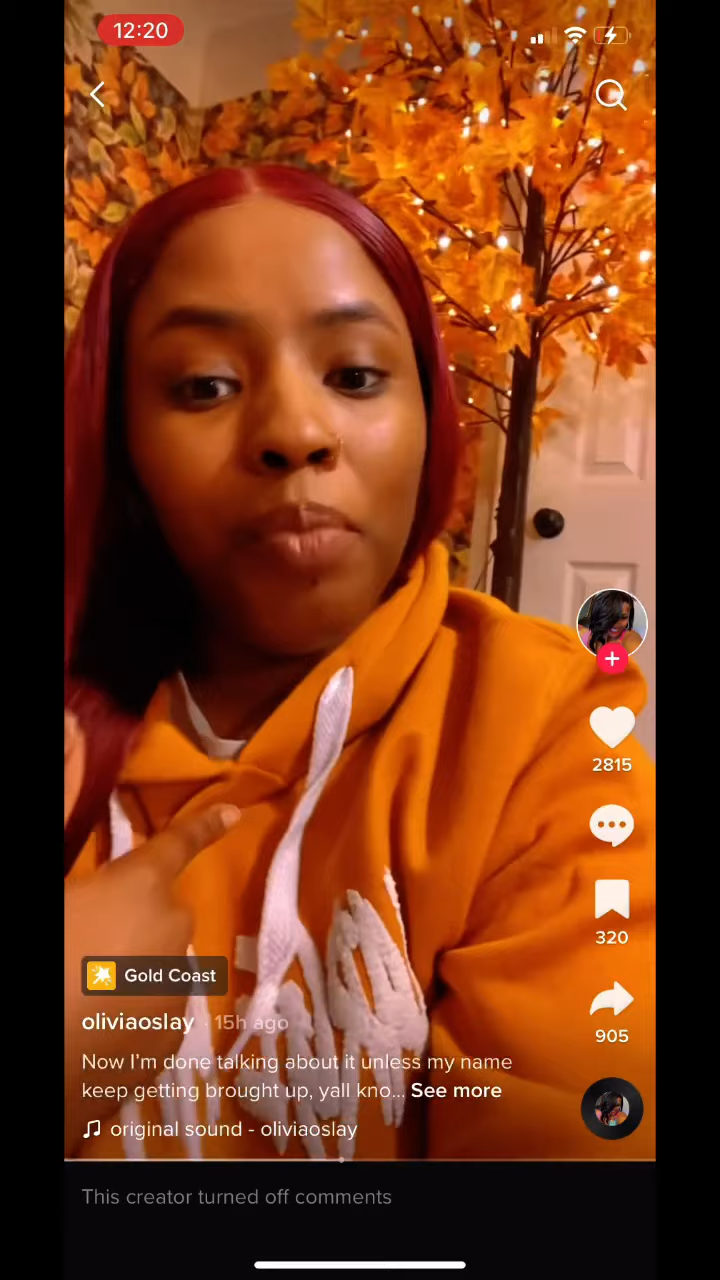 12:20
2815
320
905
Gold Coast
oliviaoslay · 15h ago
Now I'm done talking about it unless my name
keep getting brought up, yall kno... See more
original sound - oliviaoslay
This creator turned off comments